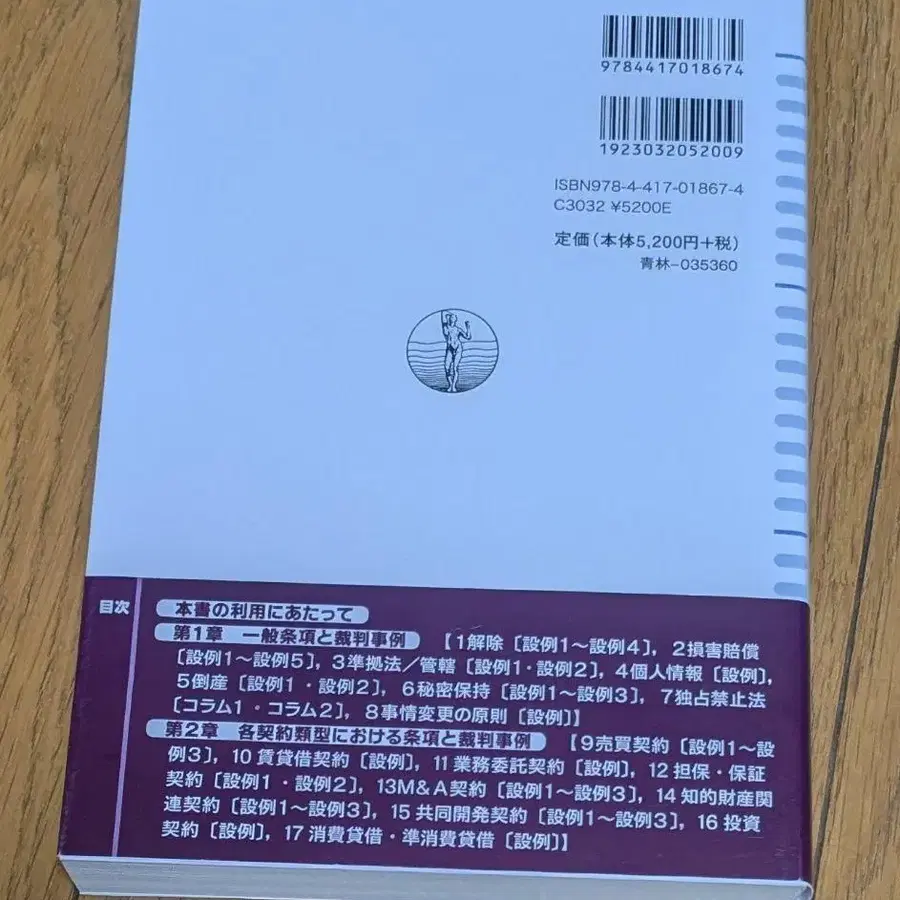 9784417018674
1923032052009
ISBN978-4-417-01867-4
C3032 ¥5200E
定価(本体5,200円+税)
青林-035360
目次
本書の利用にあたって
第1章 一般条項と裁判事例 【1解除〔設例1～設例4〕，2損害賠償
〔設例1～設例5〕，3準拠法／管轄〔設例1・設例2〕，4個人情報〔設例〕，
5倒産〔設例1・設例2〕，6秘密保持〔設例1～設例3〕，7独占禁止法
〔コラム1・コラム2〕，8事情変更の原則〔設例〕】
第2章 各契約類型における条項と裁判事例 【9売買契約〔設例1～設
例3〕，10賃貸借契約〔設例〕，11業務委託契約〔設例〕，12担保・保証
契約〔設例1・設例2〕，13M＆A契約〔設例1～設例3〕，14知的財産関
連契約〔設例1～設例3〕，15共同開発契約〔設例1～設例3〕，16投資
契約〔設例〕，17消費貸借・準消費貸借〔設例〕】